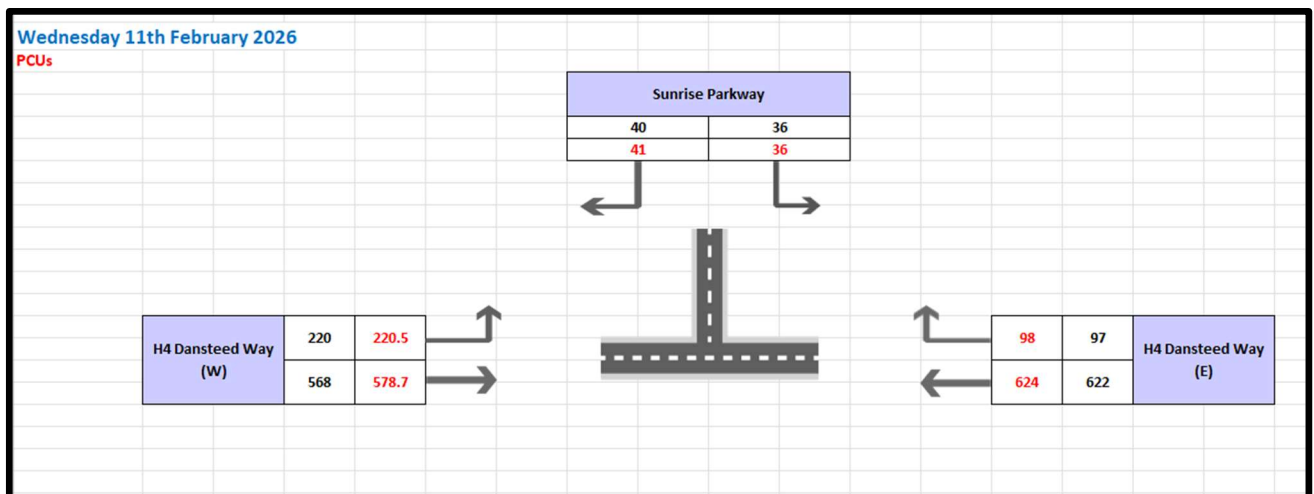 Wednesday 11th February 2026
PCUs
Sunrise Parkway
40 36
41 36
H4 Dansteed Way
(W)
220 220.5
568 578.7
98 97
624 622
H4 Dansteed Way
(E)